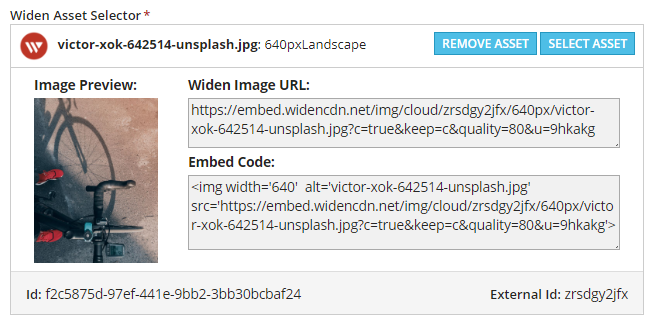 Widen Asset Selector *
victor-xok-642514-unsplash.jpg: 640pxLandscape
REMOVE ASSET
SELECT ASSET
Image Preview:
Widen Image URL:
https://embed.widencdn.net/img/cloud/zrsdgy2jfx/640px/victor-
xok-642514-unsplash.jpg?c=true&keep=c&quality=80&u=9hkakg
Embed Code:
<img width='640'  alt='victor-xok-642514-unsplash.jpg'
src='https://embed.widencdn.net/img/cloud/zrsdgy2jfx/640px/victo
r-xok-642514-unsplash.jpg?c=true&keep=c&quality=80&u=9hkakg'>
Id: f2c5875d-97ef-441e-9bb2-3bb30bcbaf24
External Id: zrsdgy2jfx